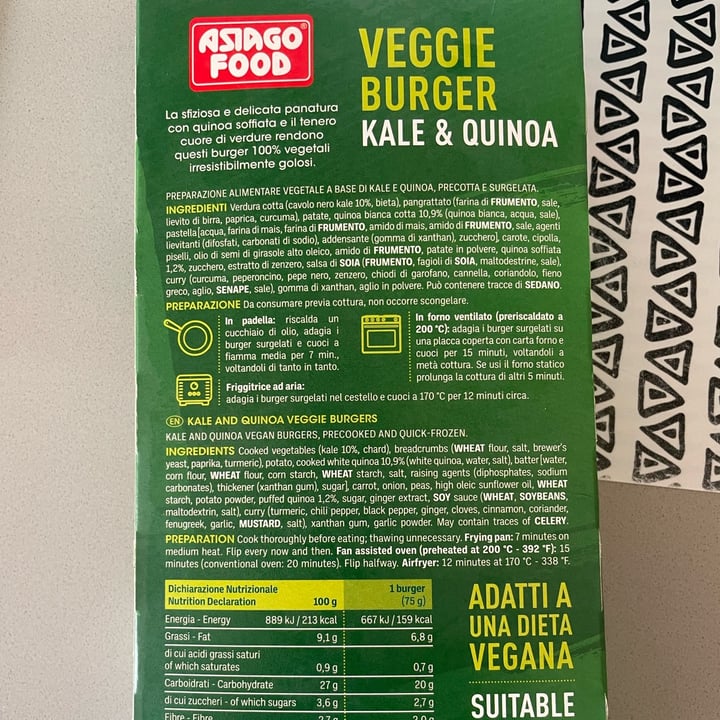 ASIAGO®
FOOD
VEGGIE
BURGER
KALE & QUINOA
La sfiziosa e delicata panatura
con quinoa soffiata e il tenero
cuore di verdure rendono
questi burger 100% vegetali
irresistibilmente golosi.
PREPARAZIONE ALIMENTARE VEGETALE A BASE DI KALE E QUINOA, PRECOTTA E SURGELATA.
INGREDIENTI Verdura cotta (cavolo nero kale 10%, bieta), pangrattato (farina di FRUMENTO, sale,
lievito di birra, paprica, curcuma), patate, quinoa bianca cotta 10,9% (quinoa bianca, acqua, sale),
pastella [acqua, farina di mais, farina di FRUMENTO, amido di mais, amido di FRUMENTO, sale, agenti
lievitanti (difosfati, carbonati di sodio), addensante (gomma di xanthan), zucchero], carote, cipolla,
piselli, olio di semi di girasole alto oleico, amido di FRUMENTO, patate in polvere, quinoa soffiata
1,2%, zucchero, estratto di zenzero, salsa di SOIA (FRUMENTO, fagioli di SOIA, maltodestrine, sale),
curry (curcuma, peperoncino, pepe nero, zenzero, chiodi di garofano, cannella, coriandolo, fieno
greco, aglio, SENAPE, sale), gomma di xanthan, aglio in polvere. Può contenere tracce di SEDANO.
PREPARAZIONE Da consumare previa cottura, non occorre scongelare.
In padella: riscalda un
cucchiaio di olio, adagia i
burger surgelati e cuoci a
fiamma media per 7 min.,
voltandoli di tanto in tanto.
In forno ventilato (preriscaldato a
200 °C): adagia i burger surgelati su
una placca coperta con carta forno e
cuoci per 15 minuti, voltandoli a
metà cottura. Se usi il forno statico
prolunga la cottura di altri 5 minuti.
Friggitrice ad aria:
adagia i burger surgelati nel cestello e cuoci a 170 °C per 12 minuti circa.
EN KALE AND QUINOA VEGGIE BURGERS
KALE AND QUINOA VEGAN BURGERS, PRECOOKED AND QUICK-FROZEN.
INGREDIENTS Cooked vegetables (kale 10%, chard), breadcrumbs (WHEAT flour, salt, brewer's
yeast, paprika, turmeric), potato, cooked white quinoa 10,9% (white quinoa, water, salt), batter [water,
corn flour, WHEAT flour, corn starch, WHEAT starch, salt, raising agents (diphosphates, sodium
carbonates), thickener (xanthan gum), sugar], carrot, onion, peas, high oleic sunflower oil, WHEAT
starch, potato powder, puffed quinoa 1,2%, sugar, ginger extract, SOY sauce (WHEAT, SOYBEANS,
maltodextrin, salt), curry (turmeric, chili pepper, black pepper, ginger, cloves, cinnamon, coriander,
fenugreek, garlic, MUSTARD, salt), xanthan gum, garlic powder. May contain traces of CELERY.
PREPARATION Cook thoroughly before eating; thawing unnecessary. Frying pan: 7 minutes on
medium heat. Flip every now and then. Fan assisted oven (preheated at 200 °C - 392 °F): 15
minutes (conventional oven: 20 minutes). Flip halfway. Airfryer: 12 minutes at 170 °C - 338 °F.
Dichiarazione Nutrizionale 1 burger
Nutrition Declaration 100 g (75 g)
Energia - Energy 889 kJ / 213 kcal 667 kJ / 159 kcal
Grassi - Fat 9,1 g 6,8 g
di cui acidi grassi saturi
of which saturates 0,9 g 0,7 g
Carboidrati - Carbohydrate 27 g 20 g
di cui zuccheri - of which sugars 3,6 g 2,7 g
Fibre - Fibre 2,7 g 2,0 g
ADATTI A
UNA DIETA
VEGANA
SUITABLE